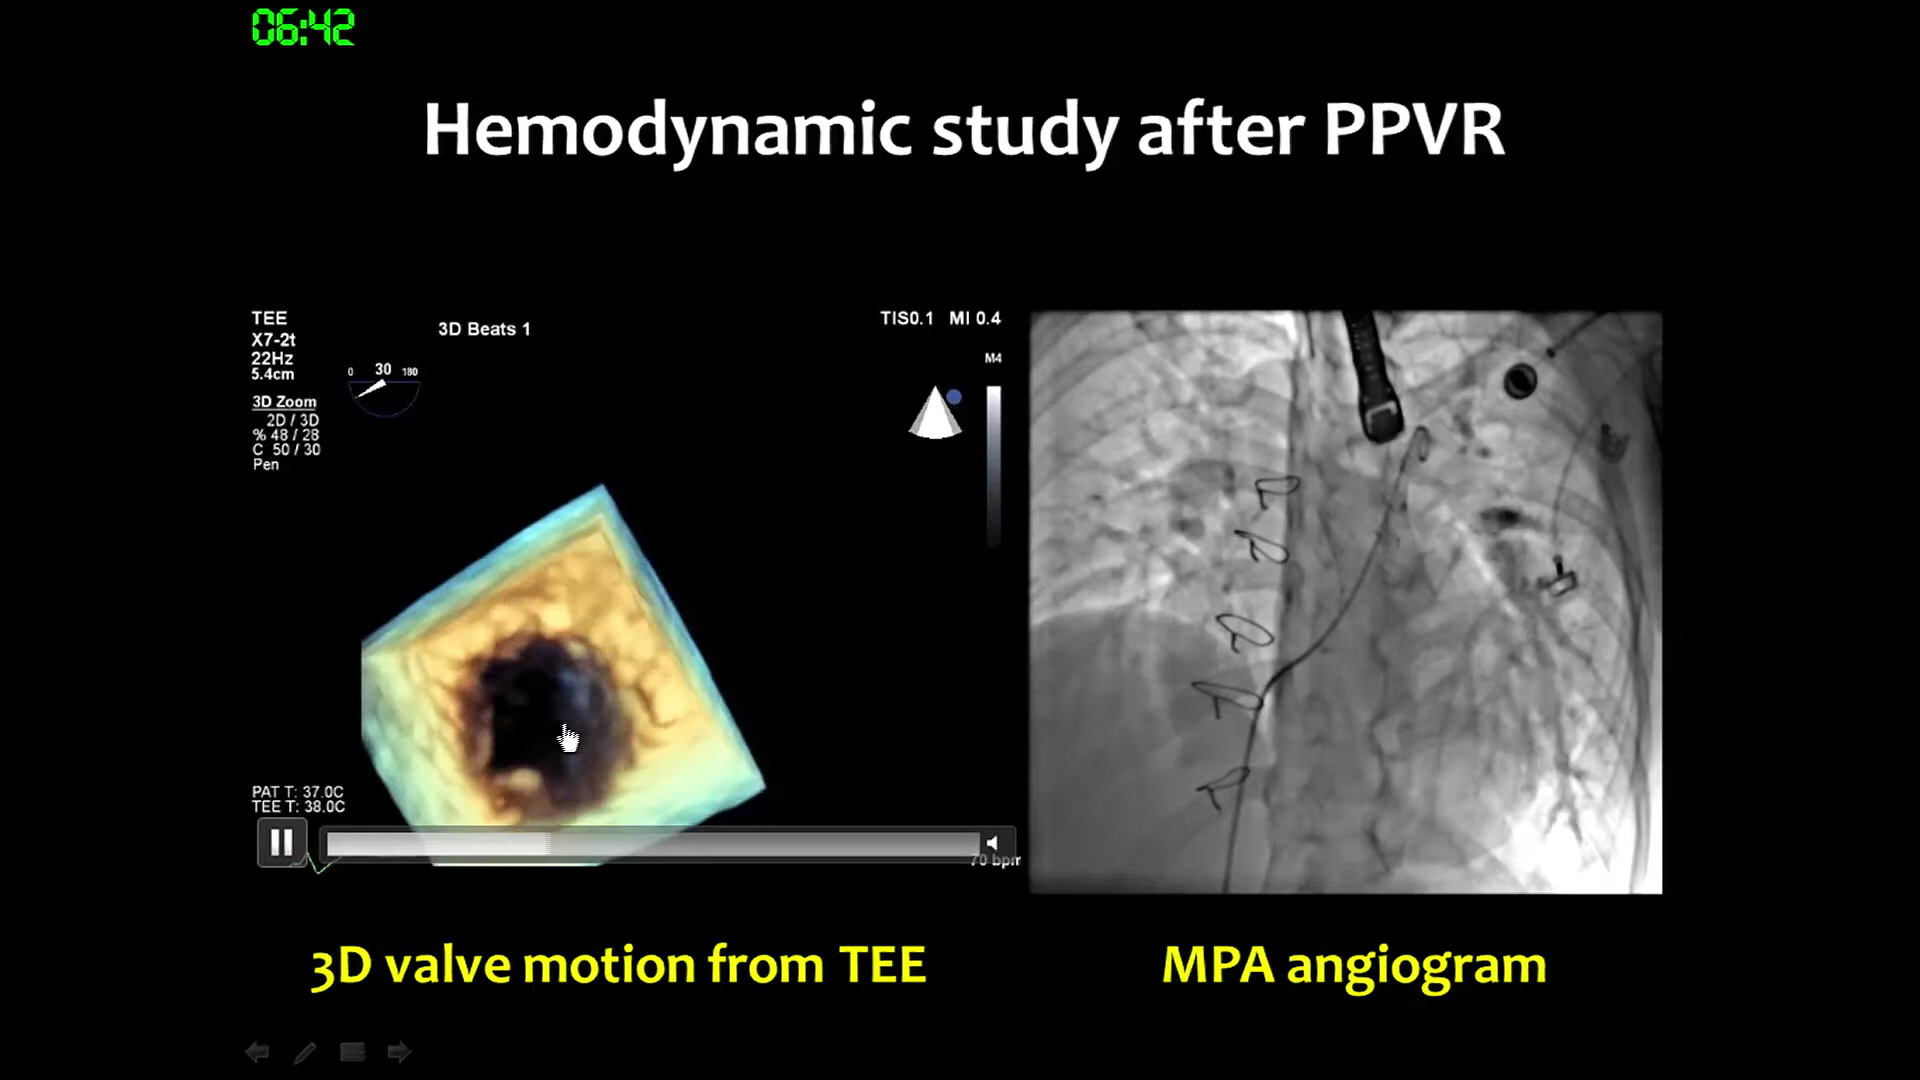 06:42
Hemodynamic study after PPVR
TEE
X7-2t
22Hz
5.4cm
3D Zoom
2D / 3D
% 48 / 28
C 50 / 30
Pen
0 30 180
3D Beats 1
TIS0.1 MI 0.4
M4
PAT T: 37.0C
TEE T: 38.0C
70 bpm
3D valve motion from TEE
MPA angiogram